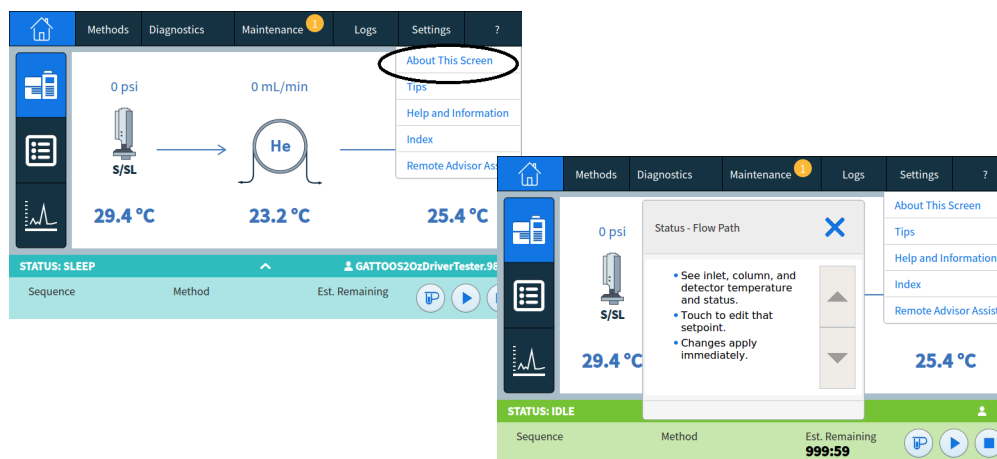 Methods Diagnostics Maintenance 1 Logs Settings ?
About This Screen
Tips
Help and Information
Index
Remote Advisor Ass
0 psi 0 mL/min
He
S/SL
29.4 °C 23.2 °C 25.4 °C
STATUS: SLEEP GATTOOS2OzDriverTester.98
Sequence Method Est. Remaining
Methods Diagnostics Maintenance 1 Logs Settings ?
About This Screen
Tips
Help and Information
Index
Remote Advisor Assist
0 psi
S/SL
29.4 °C 25.4 °C
Status - Flow Path
• See inlet, column, and
detector temperature
and status.
• Touch to edit that
setpoint.
• Changes apply
immediately.
STATUS: IDLE
Sequence Method Est. Remaining
999:59